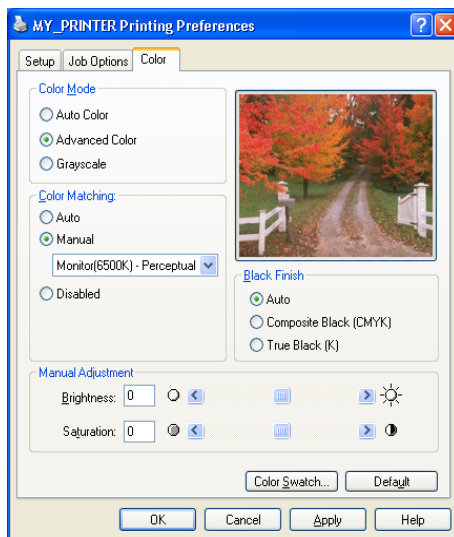 MY_PRINTER Printing Preferences
Setup Job Options Color
Color Mode
Auto Color
Advanced Color
Grayscale
Color Matching:
Auto
Manual
Monitor(6500K) - Perceptual
Disabled
Black Finish
Auto
Composite Black (CMYK)
True Black (K)
Manual Adjustment
Brightness: 0
Saturation: 0
Color Swatch... Default
OK Cancel Apply Help